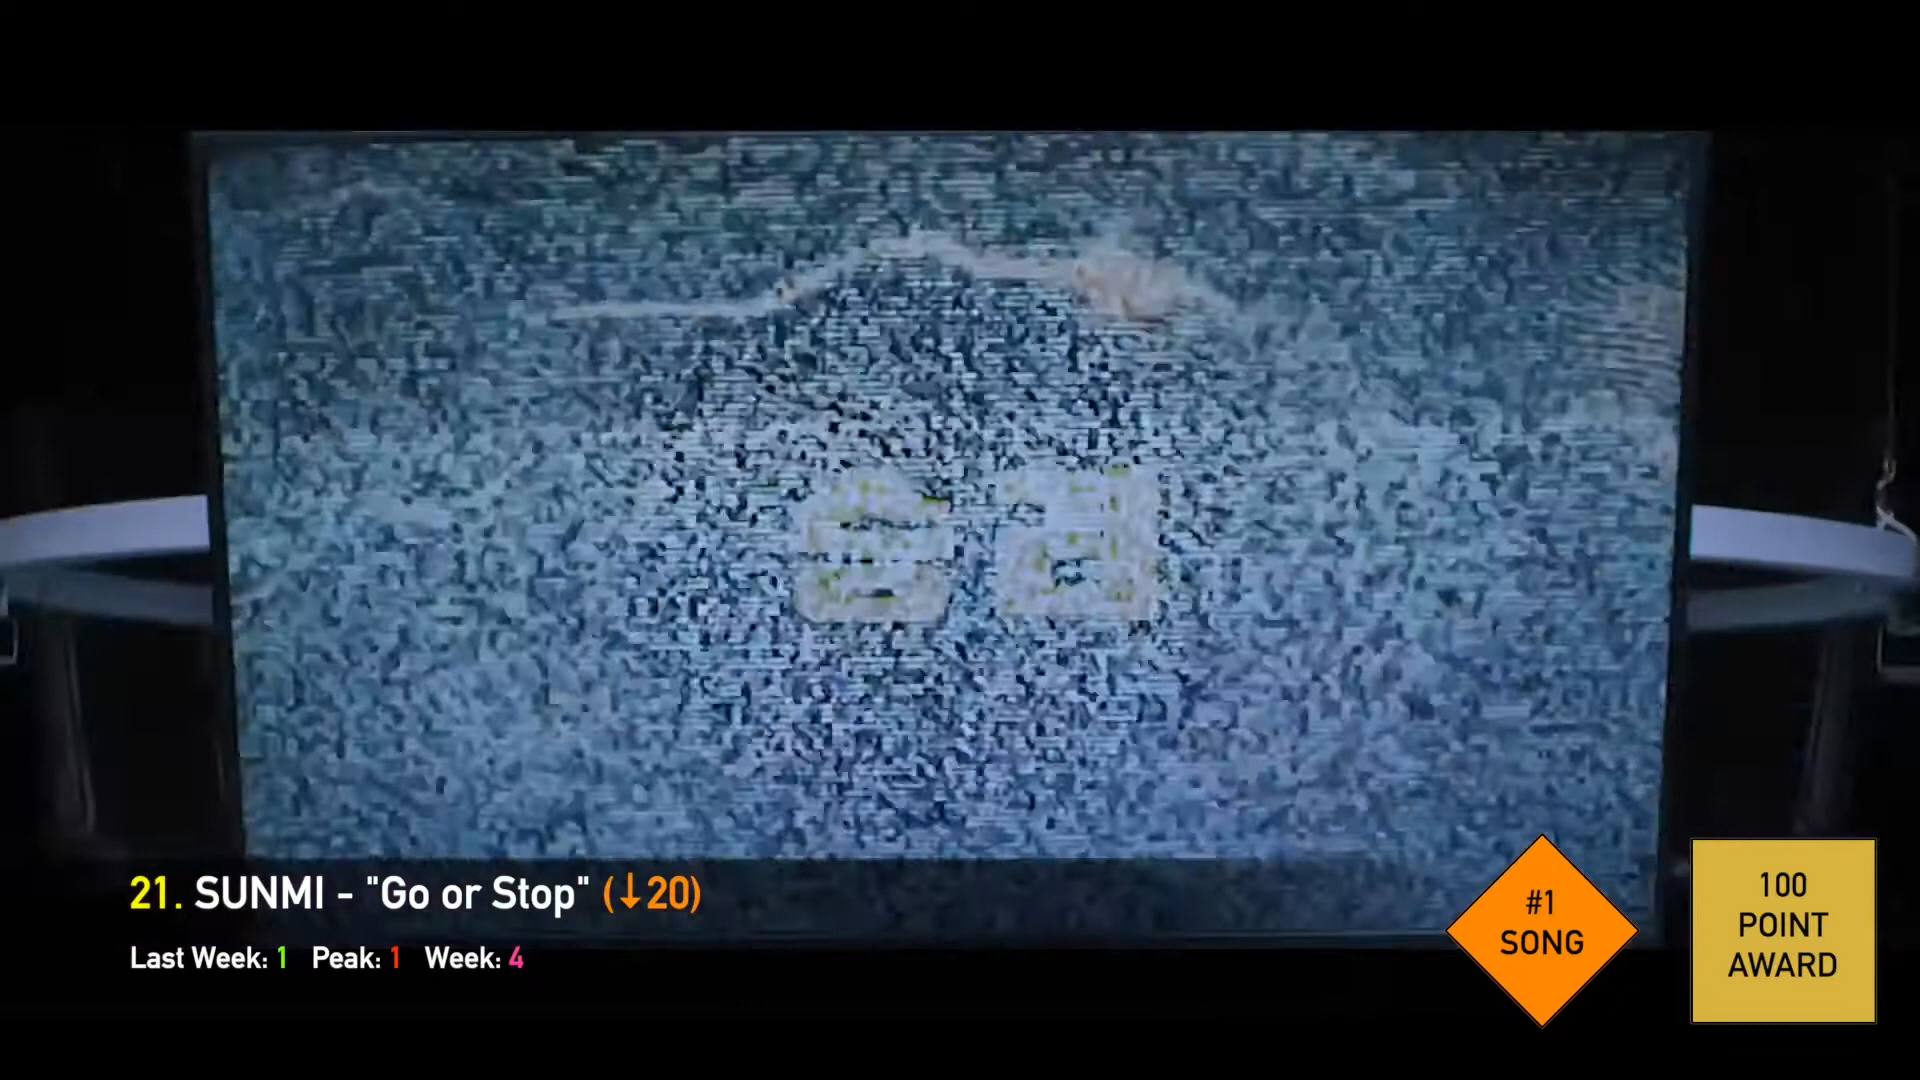 21. SUNMI - "Go or Stop" (↓20)
Last Week: 1 Peak: 1 Week: 4
#1
SONG
100
POINT
AWARD